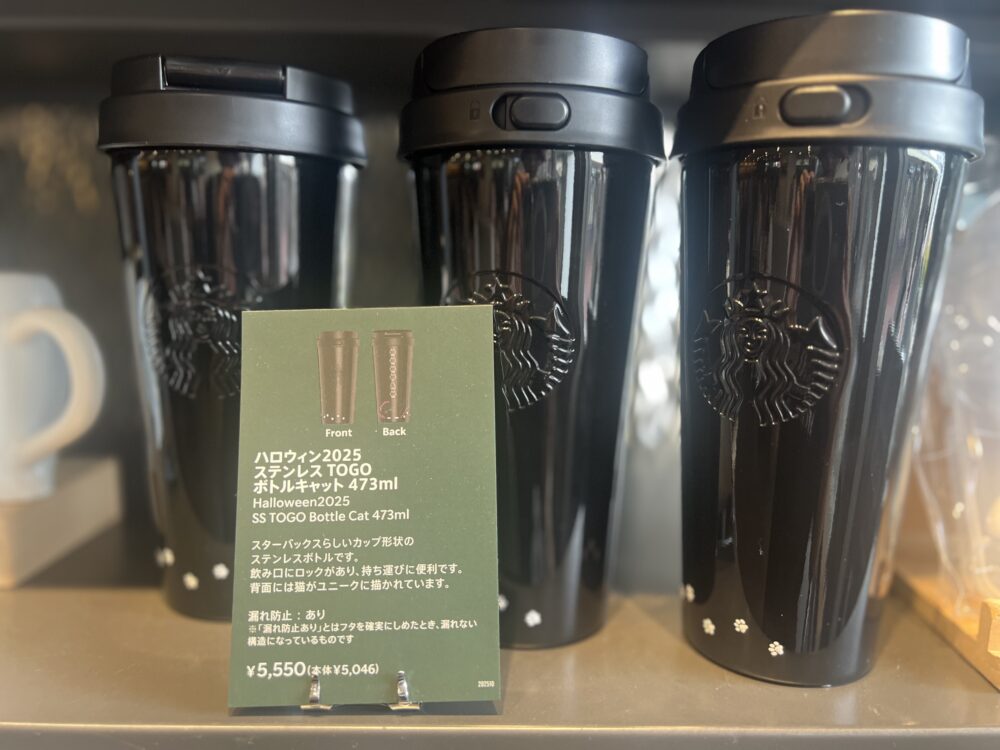 Front Back
ハロウィン2025
ステンレス TOGO
ボトルキャット 473ml
Halloween2025
SS TOGO Bottle Cat 473ml
スターバックスらしいカップ形状の
ステンレスボトルです。
飲み口にロックがあり、持ち運びに便利です。
背面には猫がユニークに描かれています。
漏れ防止 : あり
※「漏れ防止あり」とはフタを確実にしめたとき、漏れない
構造になっているものです
¥5,550(本体¥5,046)
202510